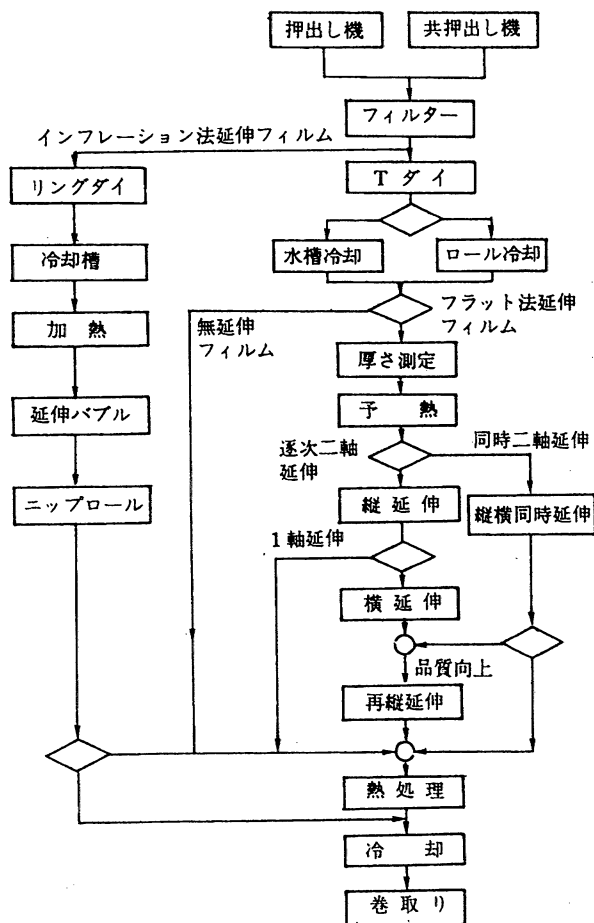 押出し機
共押出し機
フィルター
インフレーション法延伸フィルム
リングダイ
Tダイ
冷却槽
水槽冷却
ロール冷却
無延伸
フィルム
フラット法延伸
フィルム
加熱
厚さ測定
延伸バブル
予熱
逐次二軸
延伸
同時二軸延伸
ニップロール
縦延伸
縦横同時延伸
1軸延伸
横延伸
品質向上
再縦延伸
熱処理
冷却
巻取り